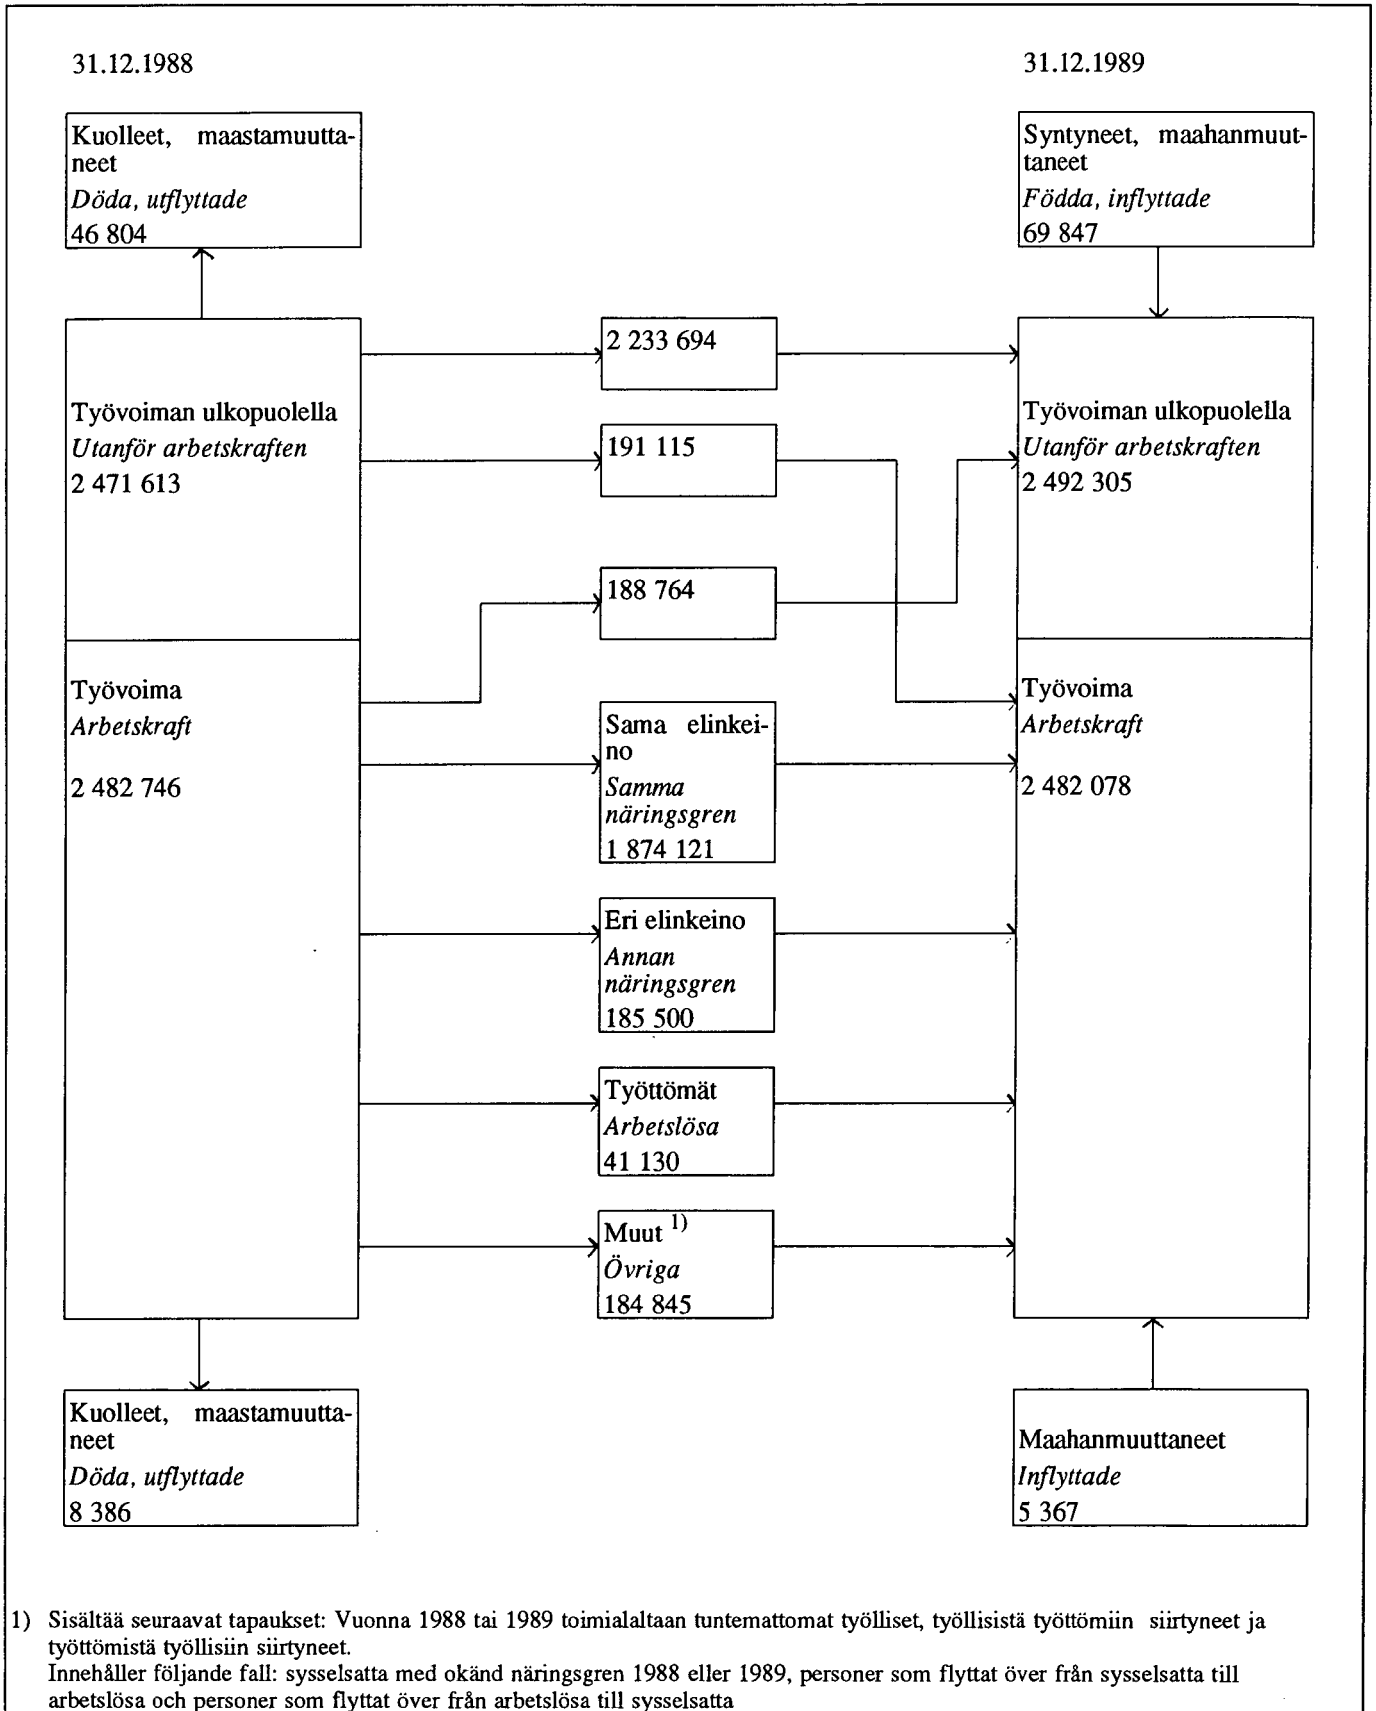 31.12.1988
31.12.1989
Kuolleet, maastamuutta-
neet
Döda, utflyttade
46 804
Syntyneet, maahanmuut-
taneet
Födda, inflyttade
69 847
Työvoiman ulkopuolella
Utanför arbetskraften
2 471 613
2 233 694
191 115
188 764
Työvoiman ulkopuolella
Utanför arbetskraften
2 492 305
Työvoima
Arbetskraft
2 482 746
Sama elinkei-
no
Samma
näringsgren
1 874 121
Eri elinkeino
Annan
näringsgren
185 500
Työttömät
Arbetslösa
41 130
Muut 1)
Övriga
184 845
Työvoima
Arbetskraft
2 482 078
Kuolleet, maastamuutta-
neet
Döda, utflyttade
8 386
Maahanmuuttaneet
Inflyttade
5 367
1) Sisältää seuraavat tapaukset: Vuonna 1988 tai 1989 toimialaltaan tuntemattomat työlliset, työllisistä työttömiin siirtyneet ja
työttömistä työllisiin siirtyneet.
Innehåller följande fall: sysselsatta med okänd näringsgren 1988 eller 1989, personer som flyttat över från sysselsatta till
arbetslösa och personer som flyttat över från arbetslösa till sysselsatta